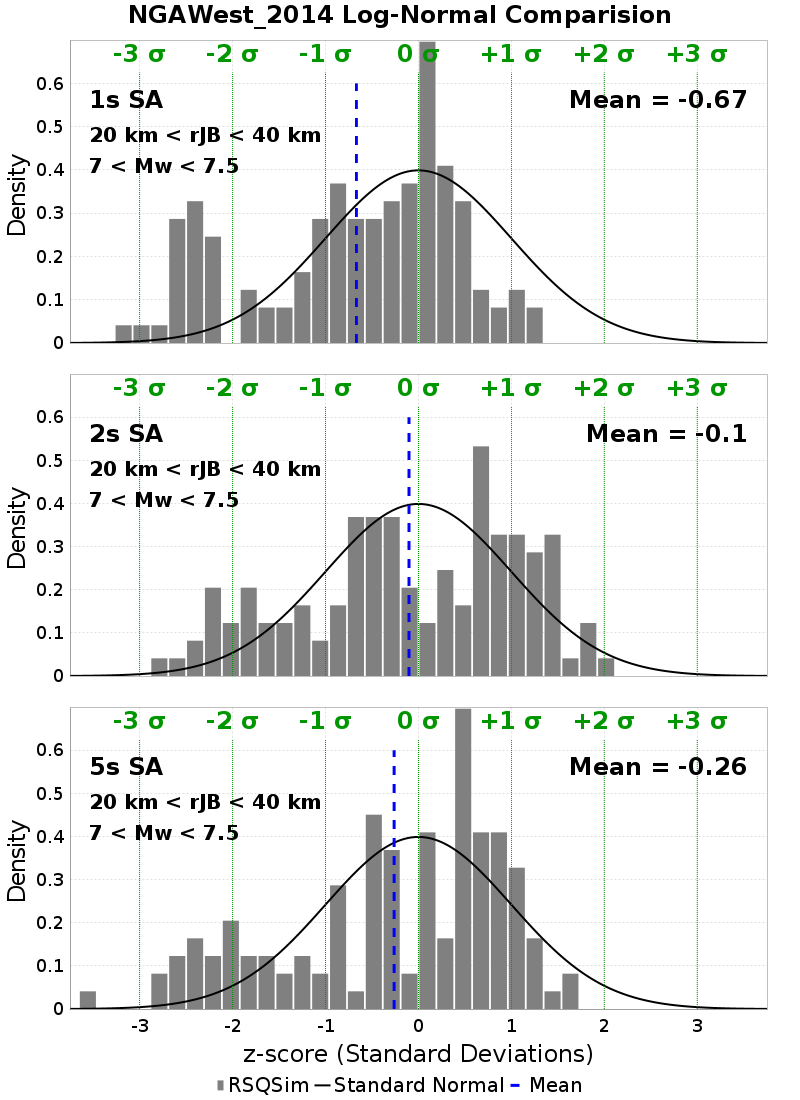 NGAWest_2014 Log-Normal Comparision
-3 σ -2 σ -1 σ 0 σ +1 σ +2 σ +3 σ
1s SA Mean = -0.67
20 km < rJB < 40 km
7 < Mw < 7.5
Density
0.6
0.5
0.4
0.3
0.2
0.1
0
-3 σ -2 σ -1 σ 0 σ +1 σ +2 σ +3 σ
2s SA Mean = -0.1
20 km < rJB < 40 km
7 < Mw < 7.5
Density
0.6
0.5
0.4
0.3
0.2
0.1
0
-3 σ -2 σ -1 σ 0 σ +1 σ +2 σ +3 σ
5s SA Mean = -0.26
20 km < rJB < 40 km
7 < Mw < 7.5
Density
0.6
0.5
0.4
0.3
0.2
0.1
0
-3 -2 -1 0 1 2 3
z-score (Standard Deviations)
RSQSim Standard Normal Mean